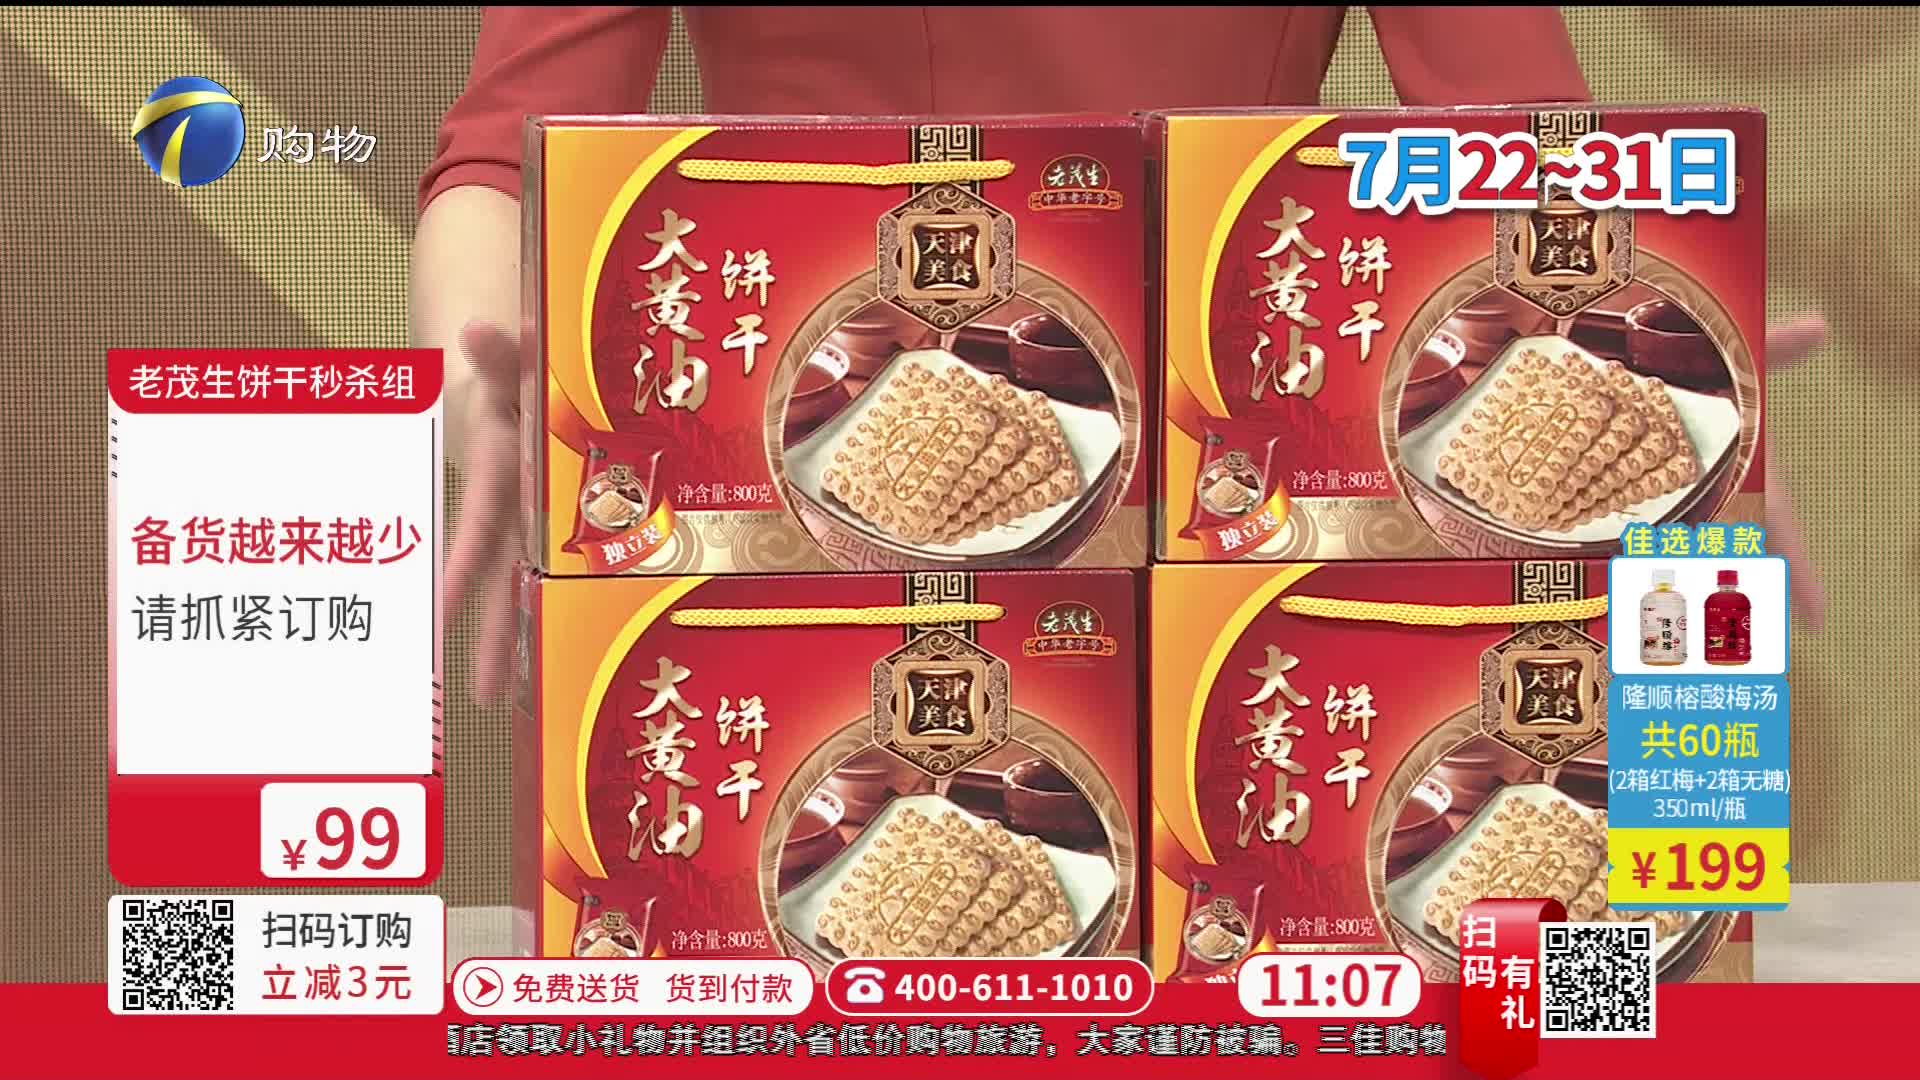 购物
7月22~31日
老茂生
中华老字号
天津
美食
大黄油
饼干
净含量:800克
独立装
天津
美食
大黄油
饼干
净含量:800克
独立装
老茂生
中华老字号
天津
美食
大黄油
饼干
净含量:800克
天津
美食
大黄油
饼干
净含量:800克
老茂生饼干秒杀组
备货越来越少
请抓紧订购
¥99
扫码订购
立减3元
佳选爆款
隆顺榕酸梅汤
共60瓶
(2箱红梅+2箱无糖)
350ml/瓶
¥199
扫码有礼
免费送货 货到付款
400-611-1010
11:07
店领取小礼物并组织外省低价购物旅游，大家谨防被骗。三佳购物